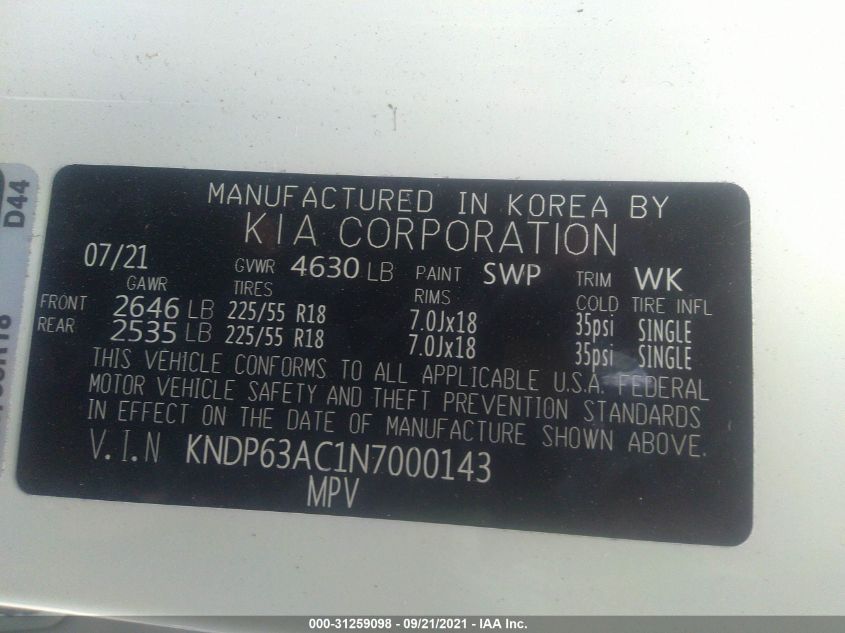 MANUFACTURED IN KOREA BY
KIA CORPORATION
07/21 GVWR 4630 LB PAINT SWP TRIM WK
GAWR TIRES RIMS COLD TIRE INFL
FRONT 2646 LB 225/55 R18 7.0Jx18 35psi SINGLE
REAR 2535 LB 225/55 R18 7.0Jx18 35psi SINGLE
THIS VEHICLE CONFORMS TO ALL APPLICABLE U.S.A. FEDERAL
MOTOR VEHICLE SAFETY AND THEFT PREVENTION STANDARDS
IN EFFECT ON THE DATE OF MANUFACTURE SHOWN ABOVE.
V.I.N KNDP63AC1N7000143
MPV
D44
000-31259098 - 09/21/2021 - IAA Inc.